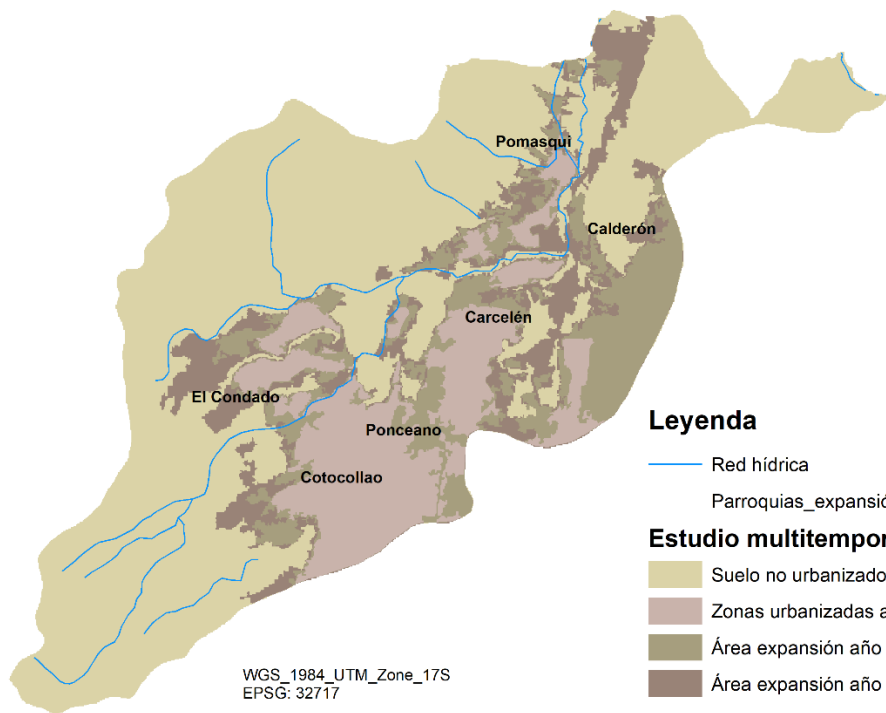 Pomasqui
Calderón
Carcelén
El Condado
Ponceano
Cotocollao
Leyenda
Red hídrica
Parroquias_expansió
Estudio multitempor
Suelo no urbanizado
Zonas urbanizadas a
Área expansión año
Área expansión año
WGS_1984_UTM_Zone_17S
EPSG: 32717